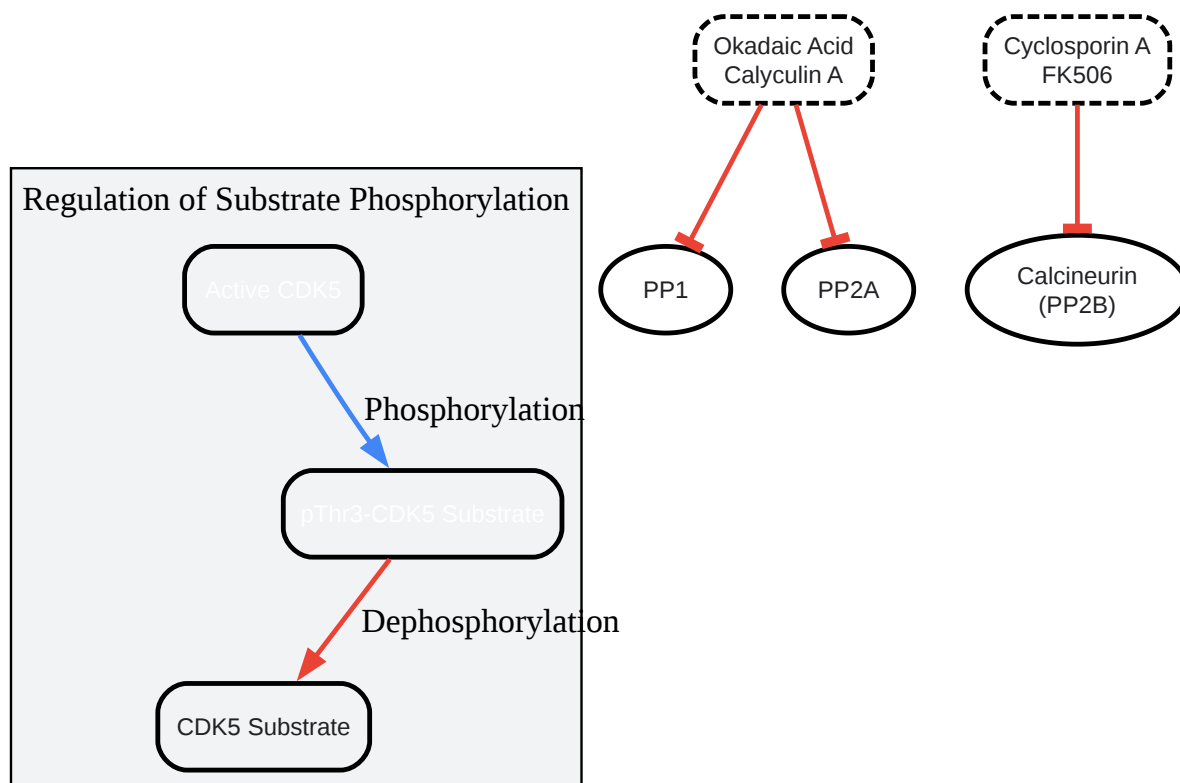 Okadaic Acid
Calyculin A
Cyclosporin A
FK506
Regulation of Substrate Phosphorylation
Active CDK5
PP1
PP2A
Calcineurin
(PP2B)
Phosphorylation
pThr3-CDK5 Substrate
Dephosphorylation
CDK5 Substrate